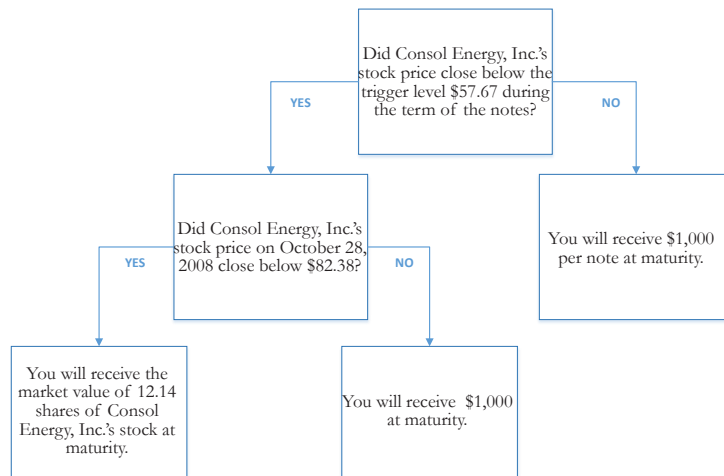 Did Consol Energy, Inc.'s
stock price close below the
trigger level $57.67 during
the term of the notes?
YES
NO
Did Consol Energy, Inc.'s
stock price on October 28,
2008 close below $82.38?
You will receive $1,000
per note at maturity.
YES
NO
You will receive the
market value of 12.14
shares of Consol
Energy, Inc.'s stock at
maturity.
You will receive $1,000
at maturity.